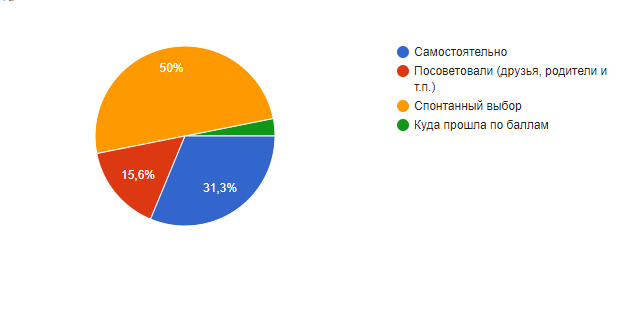 50%
15,6%
31,3%
Самостоятельно
Посоветовали (друзья, родители и
т.п.)
Спонтанный выбор
Куда прошла по баллам